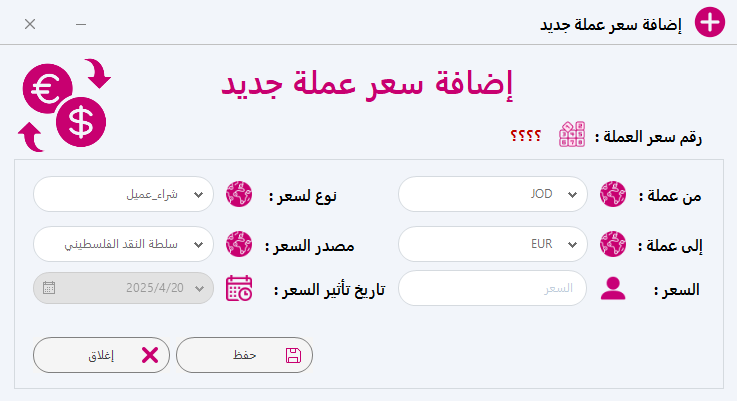 إضافة سعر عملة جديد
إضافة سعر عملة جديد
رقم سعر العملة : ؟؟؟؟
من عملة : JOD نوع لسعر : شراء_عميل
إلى عملة : EUR مصدر السعر : سلطة النقد الفلسطيني
السعر : السعر تاريخ تأثير السعر : 2025/4/20
حفظ إغلاق